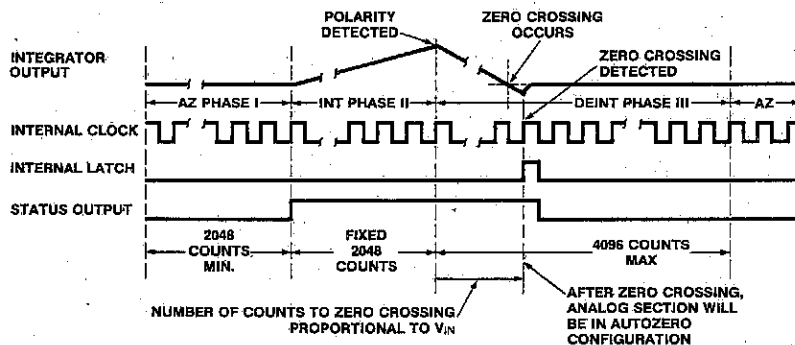 POLARITY
DETECTED
ZERO CROSSING
OCCURS
ZERO CROSSING
DETECTED
INTEGRATOR
OUTPUT
AZ PHASE I
INT PHASE II
DEINT PHASE III
AZ
INTERNAL CLOCK
INTERNAL LATCH
STATUS OUTPUT
2048
COUNTS
MIN.
FIXED
2048
COUNTS
4096 COUNTS
MAX
NUMBER OF COUNTS TO ZERO CROSSING
PROPORTIONAL TO VIN
AFTER ZERO CROSSING,
ANALOG SECTION WILL
BE IN AUTOZERO
CONFIGURATION